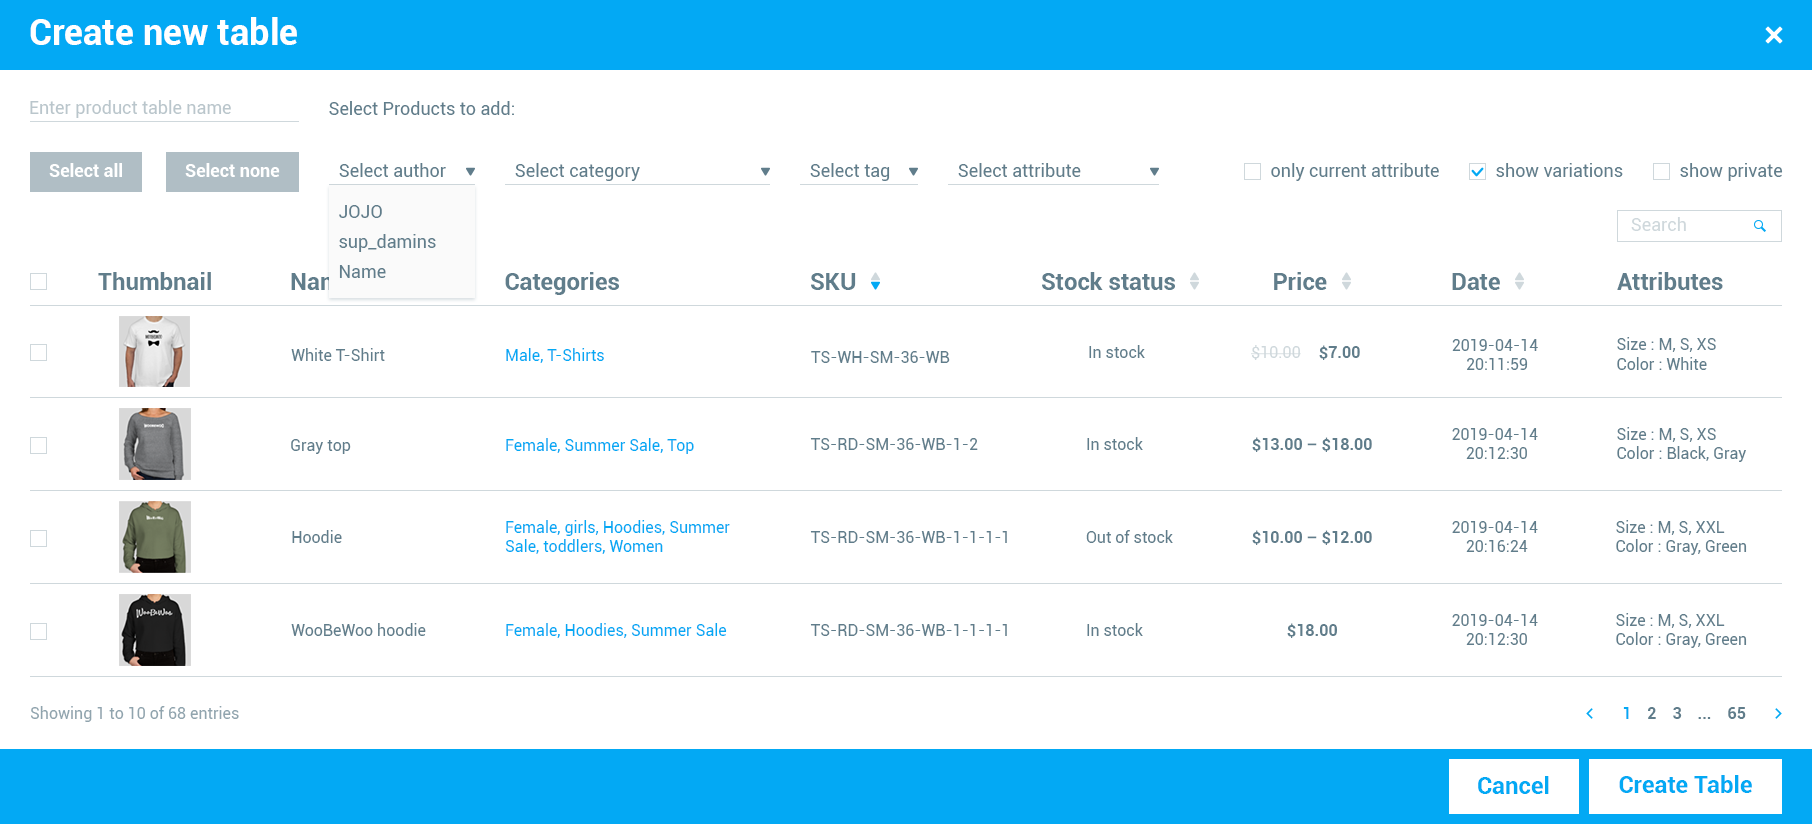 Create new table
Enter product table name
Select Products to add:
Select all
Select none
Select author
Select category
Select tag
Select attribute
only current attribute
show variations
show private
JOJO
sup_damins
Name
Search
Thumbnail
Categories
SKU
Stock status
Price
Date
Attributes
White T-Shirt
Male, T-Shirts
TS-WH-SM-36-WB
In stock
$10.00 $7.00
2019-04-14
20:11:59
Size : M, S, XS
Color : White
Gray top
Female, Summer Sale, Top
TS-RD-SM-36-WB-1-2
In stock
$13.00 – $18.00
2019-04-14
20:12:30
Size : M, S, XS
Color : Black, Gray
Hoodie
Female, girls, Hoodies, Summer
Sale, toddlers, Women
TS-RD-SM-36-WB-1-1-1-1
Out of stock
$10.00 – $12.00
2019-04-14
20:16:24
Size : M, S, XXL
Color : Gray, Green
WooBeWoo
WooBeWoo hoodie
Female, Hoodies, Summer Sale
TS-RD-SM-36-WB-1-1-1-1
In stock
$18.00
2019-04-14
20:12:30
Size : M, S, XXL
Color : Gray, Green
Showing 1 to 10 of 68 entries
1 2 3 ... 65
Cancel
Create Table